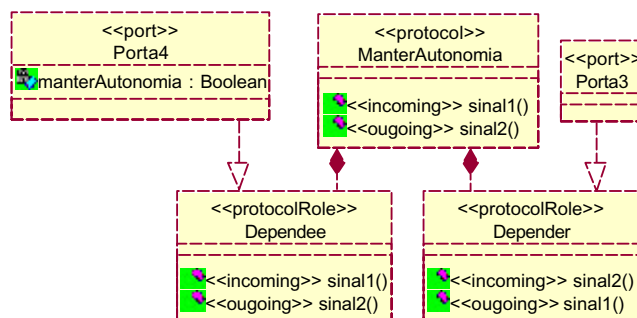 <<port>>
Porta4
manterAutonomia : Boolean
<<protocol>>
ManterAutonomia
<<incoming>> sinal1()
<<ougoing>> sinal2()
<<port>>
Porta3
<<protocolRole>>
Dependee
<<incoming>> sinal1()
<<ougoing>> sinal2()
<<protocolRole>>
Depender
<<incoming>> sinal2()
<<ougoing>> sinal1()